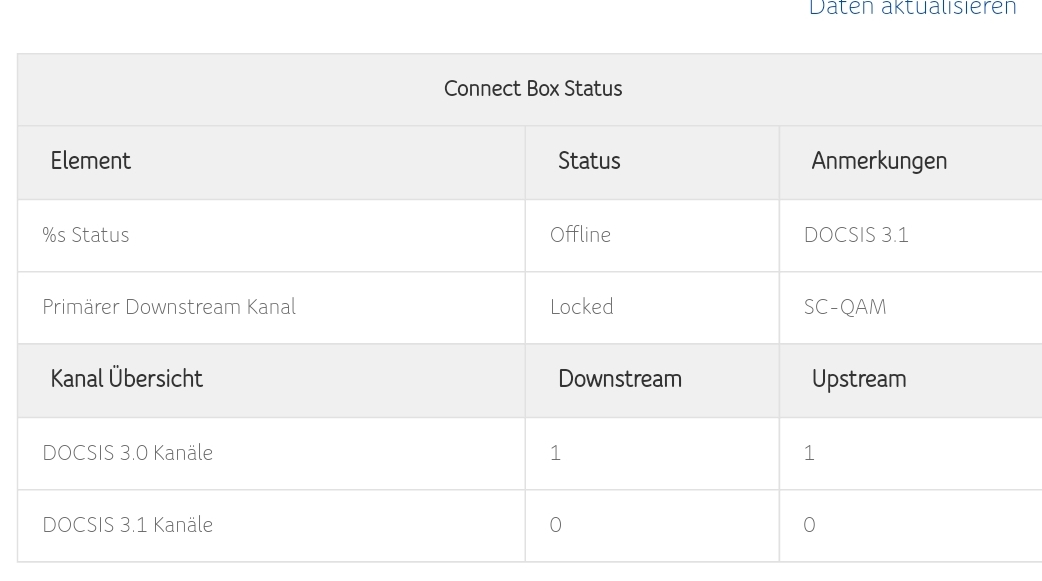 Daten aktualisieren
Connect Box Status
Element Status Anmerkungen
%s Status Offline DOCSIS 3.1
Primärer Downstream Kanal Locked SC-QAM
Kanal Übersicht Downstream Upstream
DOCSIS 3.0 Kanäle 1 1
DOCSIS 3.1 Kanäle 0 0